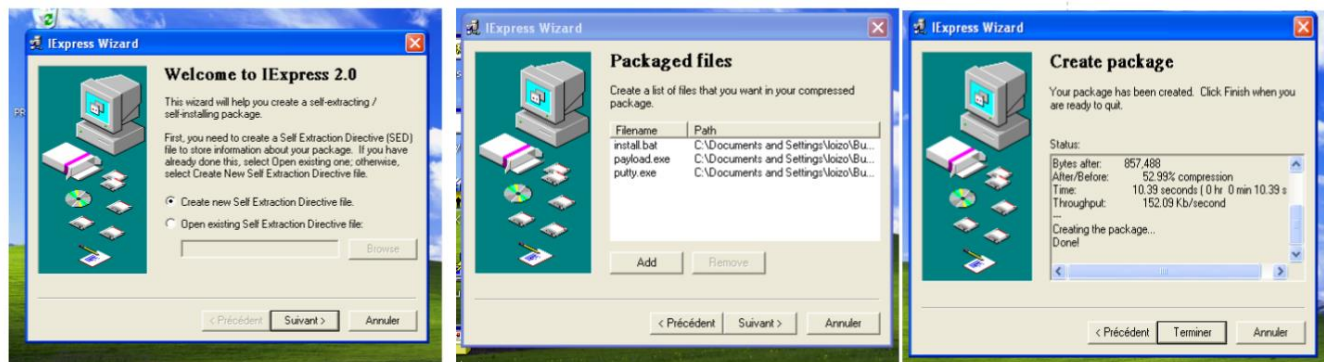 IExpress Wizard
Welcome to IExpress 2.0
This wizard will help you create a self-extracting /
self-installing package.
First, you need to create a Self Extraction Directive (SED)
file to store information about your package. If you have
already done this, select Open existing one; otherwise,
select Create New Self Extraction Directive file.
Create new Self Extraction Directive file.
Open existing Self Extraction Directive file:
Browse
< Précédent Suivant > Annuler
IExpress Wizard
Packaged files
Create a list of files that you want in your compressed
package.
Filename Path
install.bat C:\Documents and Settings\loizo\Bu...
payload.exe C:\Documents and Settings\loizo\Bu...
putty.exe C:\Documents and Settings\loizo\Bu...
Add Remove
< Précédent Suivant > Annuler
IExpress Wizard
Create package
Your package has been created. Click Finish when you
are ready to quit.
Status:
Bytes after: 857,488
After/Before: 52.99% compression
Time: 10.39 seconds ( 0 hr 0 min 10.39 s
Throughput: 152.09 Kb/second
---
Creating the package...
Done!
< Précédent Terminer Annuler